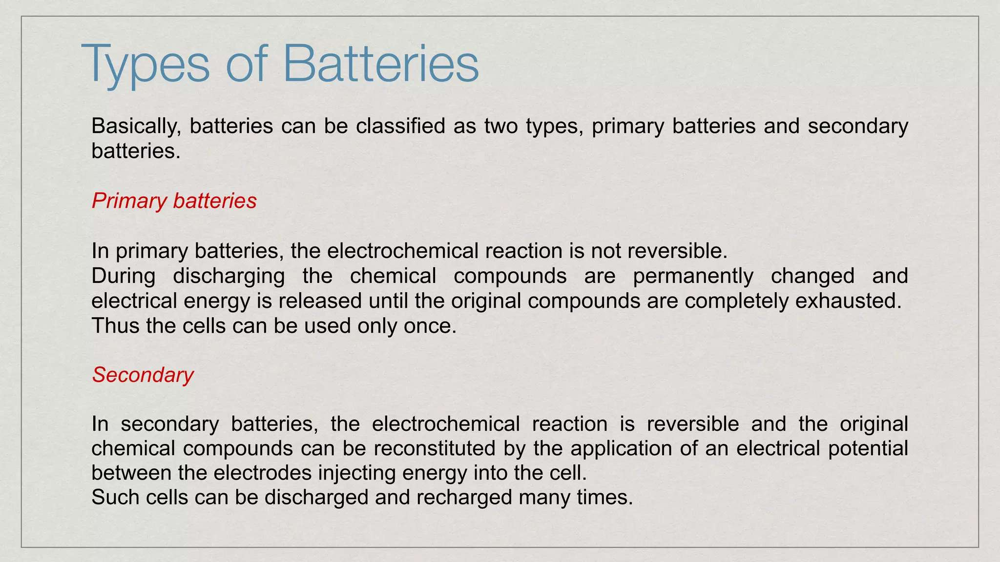 Types of Batteries
Basically, batteries can be classified as two types, primary batteries and secondary
batteries.
Primary batteries
In primary batteries, the electrochemical reaction is not reversible.
During discharging the chemical compounds are permanently changed and
electrical energy is released until the original compounds are completely exhausted.
Thus the cells can be used only once.
Secondary
In secondary batteries, the electrochemical reaction is reversible and the original
chemical compounds can be reconstituted by the application of an electrical potential
between the electrodes injecting energy into the cell.
Such cells can be discharged and recharged many times.